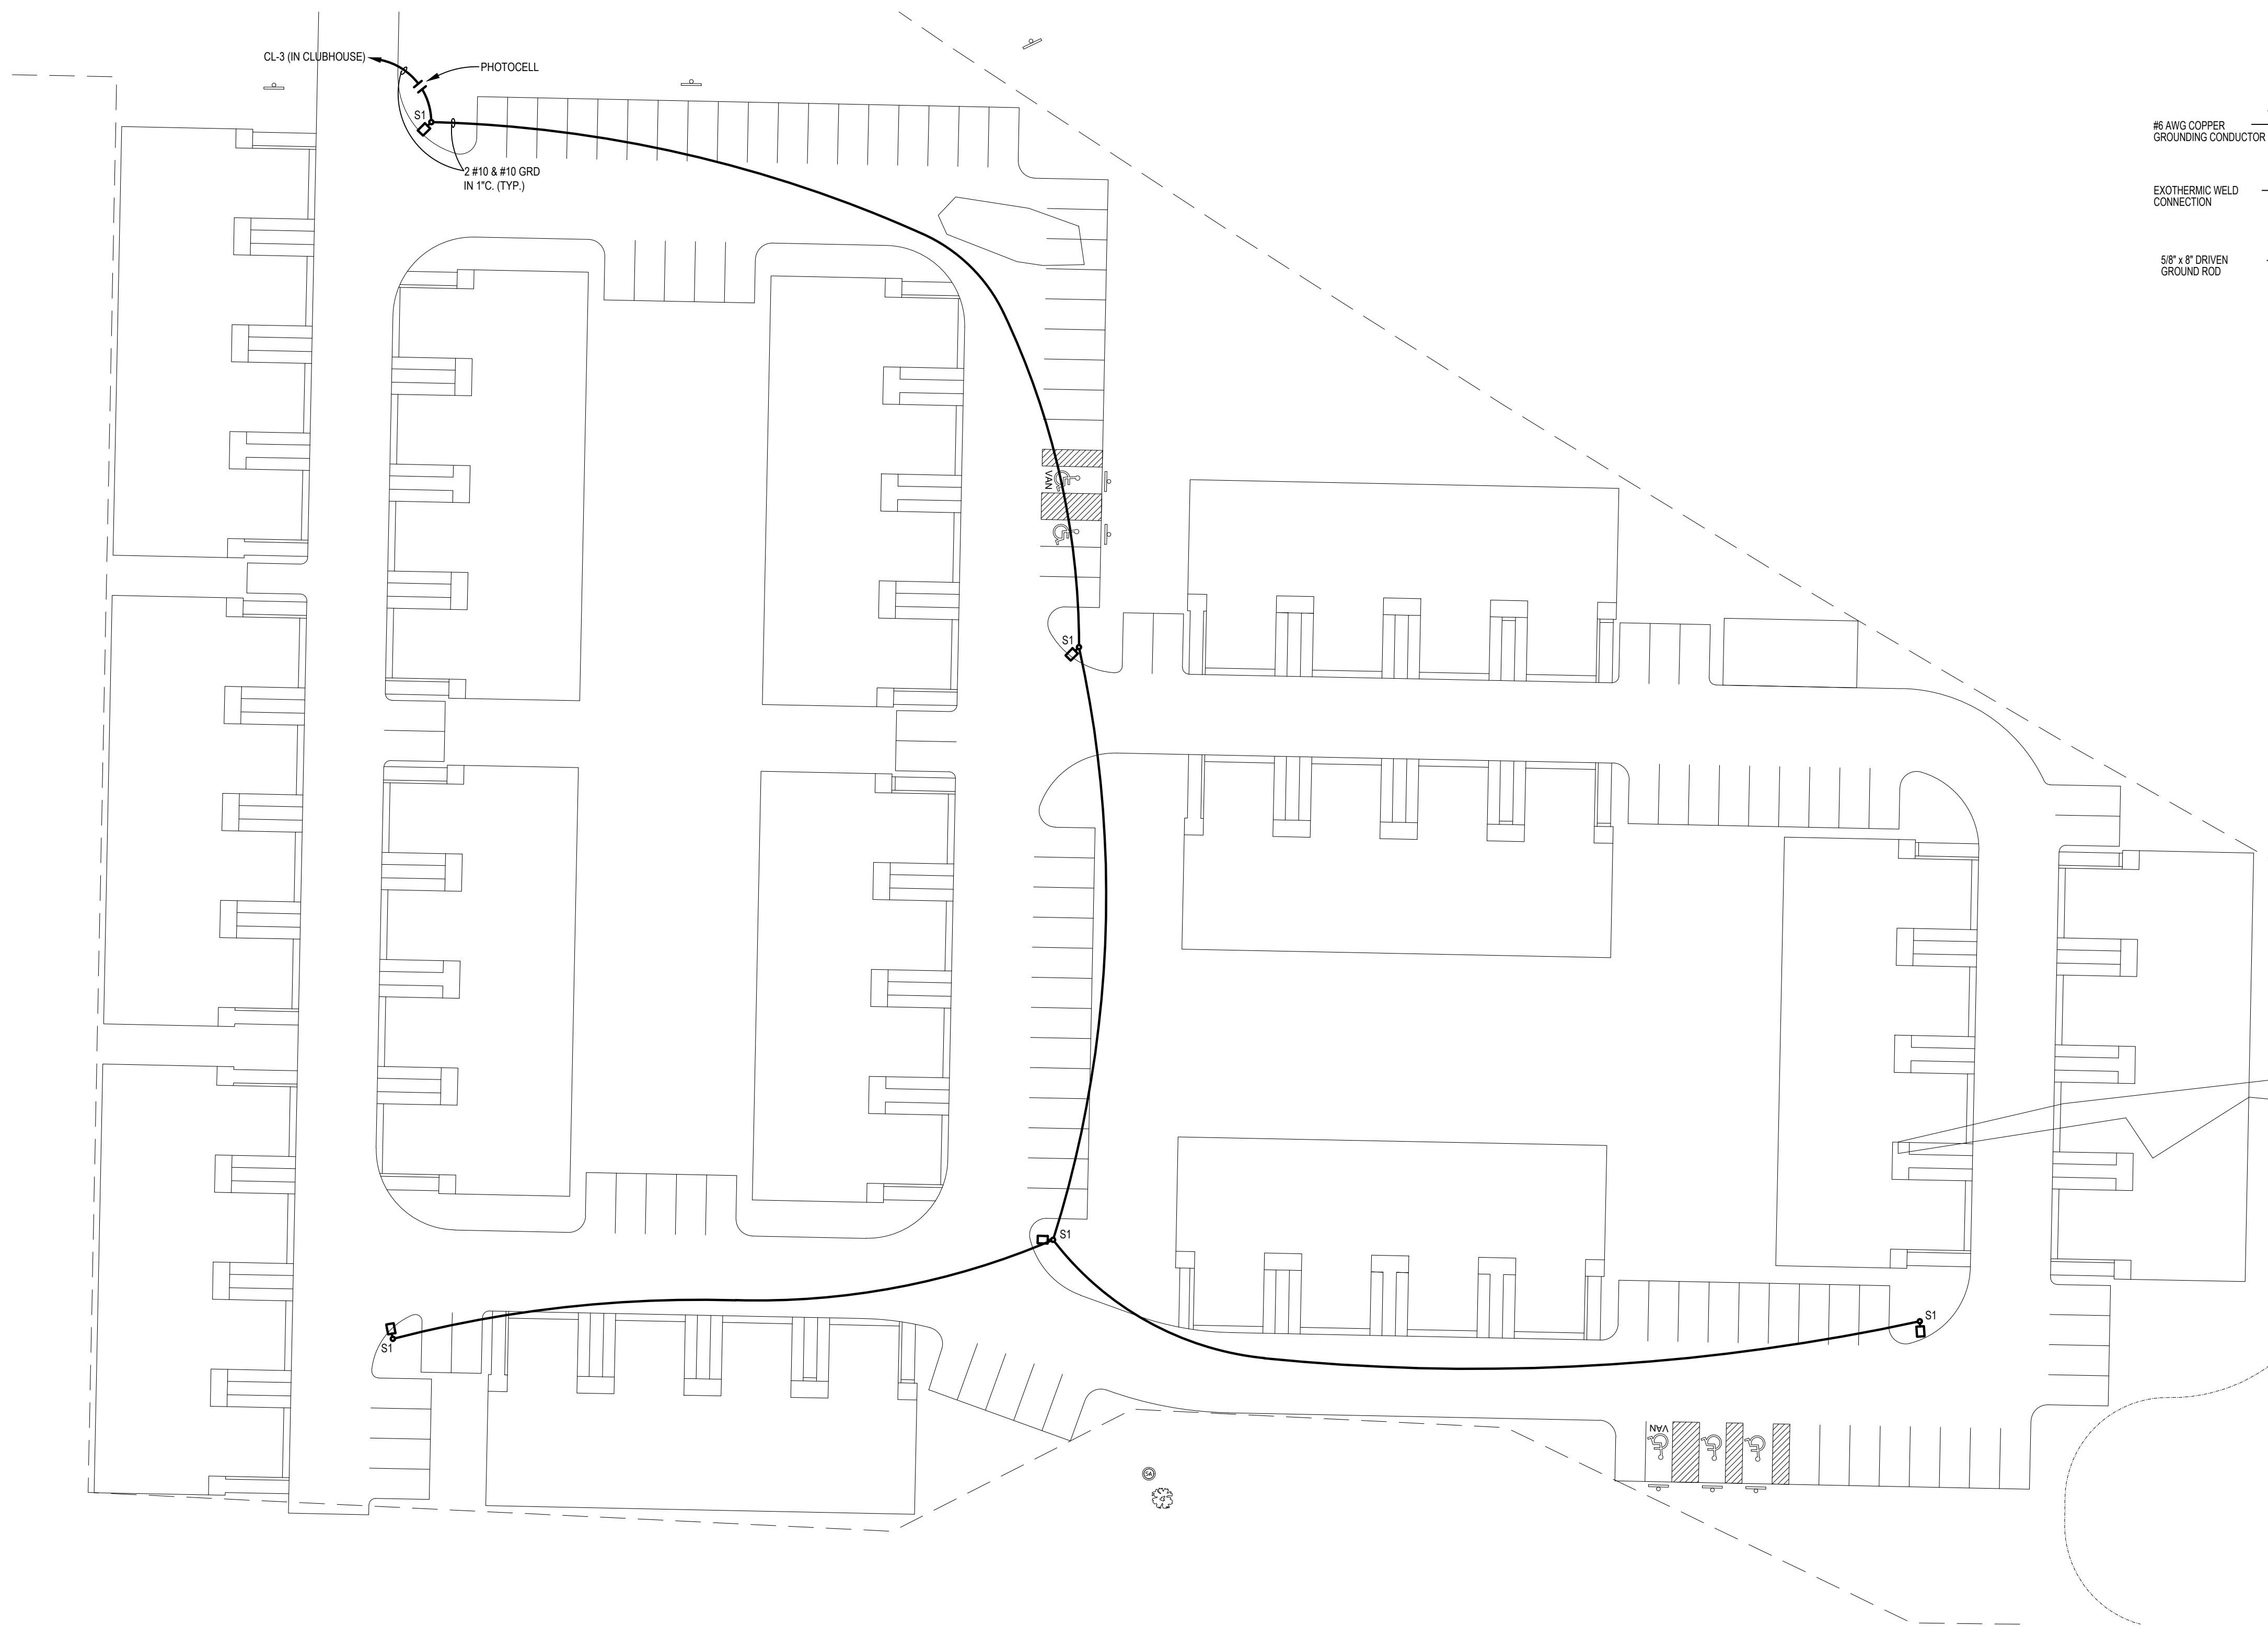 CL-3 (IN CLUBHOUSE)
PHOTOCELL
S1
2 #10 & #10 GRD
IN 1"C. (TYP.)
#6 AWG COPPER
GROUNDING CONDUCTOR
EXOTHERMIC WELD
CONNECTION
5/8" x 8" DRIVEN
GROUND ROD
VAN
S1
S1
S1
S1
VAN
SA